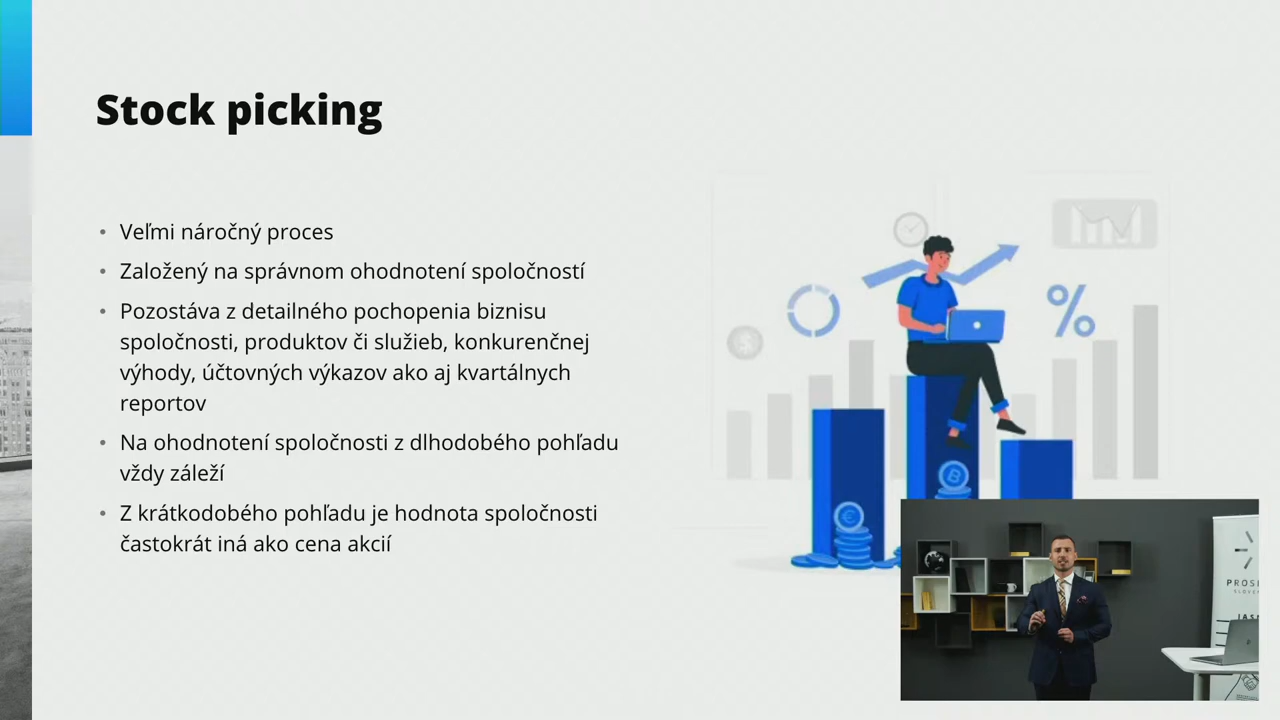 Stock picking
• Veľmi náročný proces
• Založený na správnom ohodnotení spoločností
• Pozostáva z detailného pochopenia biznisu
spoločnosti, produktov či služieb, konkurenčnej
výhody, účtovných výkazov ako aj kvartálnych
reportov
• Na ohodnotení spoločnosti z dlhodobého pohľadu
vždy záleží
• Z krátkodobého pohľadu je hodnota spoločnosti
častokrát iná ako cena akcií
%